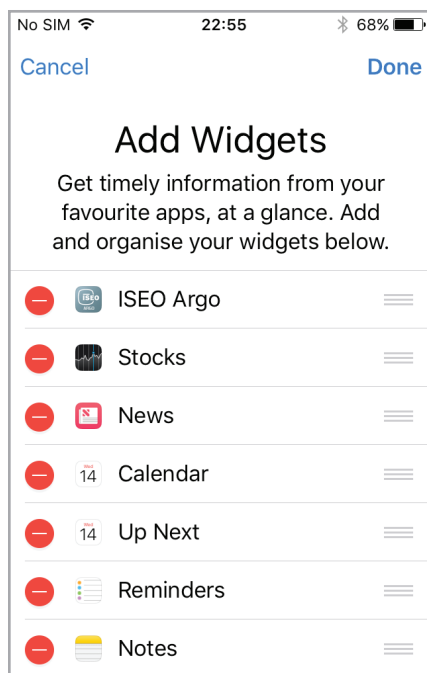 No SIM 22:55 68%
Cancel Done
Add Widgets
Get timely information from your
favourite apps, at a glance. Add
and organise your widgets below.
ISEO ISEO Argo
Stocks
News
Wed
14 Calendar
Wed
14 Up Next
Reminders
Notes